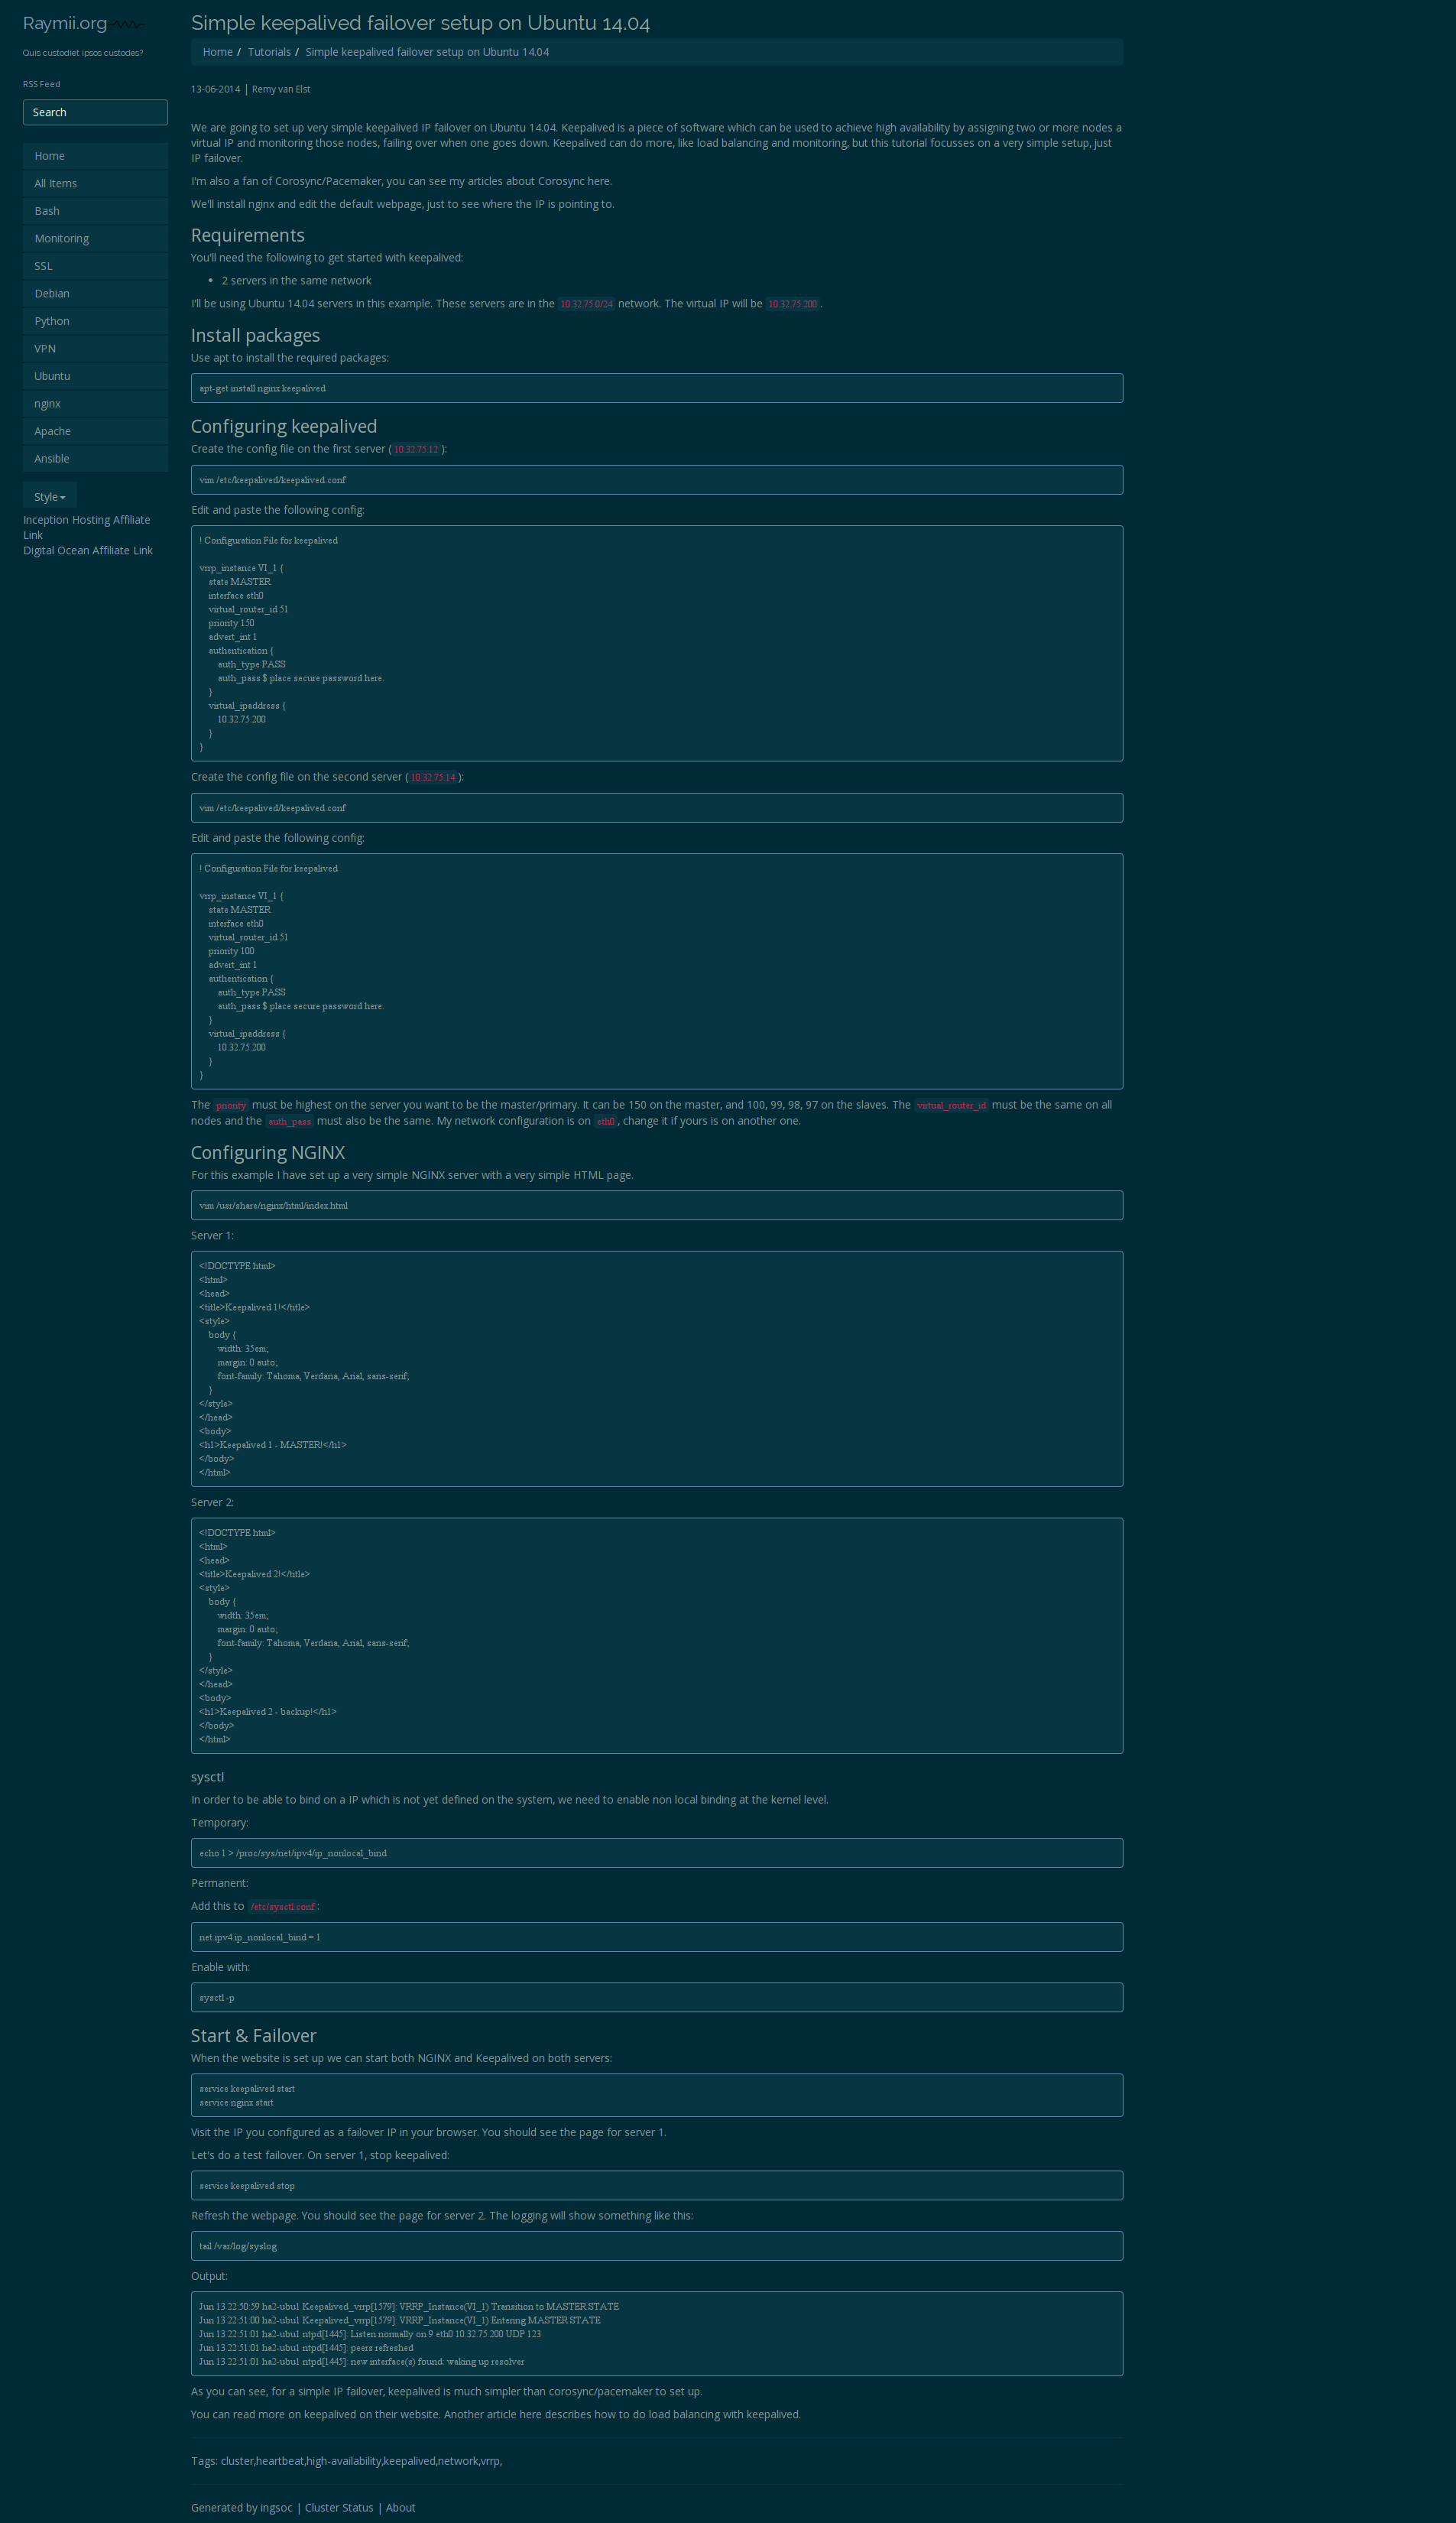 Raymii.org
Quis custodiet ipsos custodes?
RSS Feed
Search
Home
All Items
Bash
Monitoring
SSL
Debian
Python
VPN
Ubuntu
nginx
Apache
Ansible
Style
Inception Hosting Affiliate
Link
Digital Ocean Affiliate Link
Simple keepalived failover setup on Ubuntu 14.04
Home / Tutorials / Simple keepalived failover setup on Ubuntu 14.04
13-06-2014 | Remy van Elst
We are going to set up very simple keepalived IP failover on Ubuntu 14.04. Keepalived is a piece of software which can be used to achieve high availability by assigning two or more nodes a
virtual IP and monitoring those nodes, failing over when one goes down. Keepalived can do more, like load balancing and monitoring, but this tutorial focusses on a very simple setup, just
IP failover.
I'm also a fan of Corosync/Pacemaker, you can see my articles about Corosync here.
We'll install nginx and edit the default webpage, just to see where the IP is pointing to.
Requirements
You'll need the following to get started with keepalived:
• 2 servers in the same network
I'll be using Ubuntu 14.04 servers in this example. These servers are in the 10.32.75.0/24 network. The virtual IP will be 10.32.75.200.
Install packages
Use apt to install the required packages:
apt-get install nginx keepalived
Configuring keepalived
Create the config file on the first server (10.32.75.12):
vim /etc/keepalived/keepalived.conf
Edit and paste the following config:
! Configuration File for keepalived
vrrp_instance VI_1 {
state MASTER
interface eth0
virtual_router_id 51
priority 150
advert_int 1
authentication {
auth_type PASS
auth_pass $ place secure password here.
}
virtual_ipaddress {
10.32.75.200
}
}
Create the config file on the second server (10.32.75.14):
vim /etc/keepalived/keepalived.conf
Edit and paste the following config:
! Configuration File for keepalived
vrrp_instance VI_1 {
state MASTER
interface eth0
virtual_router_id 51
priority 100
advert_int 1
authentication {
auth_type PASS
auth_pass $ place secure password here.
}
virtual_ipaddress {
10.32.75.200
}
}
The priority must be highest on the server you want to be the master/primary. It can be 150 on the master, and 100, 99, 98, 97 on the slaves. The virtual_router_id must be the same on all
nodes and the auth_pass must also be the same. My network configuration is on eth0, change it if yours is on another one.
Configuring NGINX
For this example I have set up a very simple NGINX server with a very simple HTML page.
vim /usr/share/nginx/html/index.html
Server 1:
<!DOCTYPE html>
<html>
<head>
<title>Keepalived 1!</title>
<style>
body {
width: 35em;
margin: 0 auto;
font-family: Tahoma, Verdana, Arial, sans-serif;
}
</style>
</head>
<body>
<h1>Keepalived 1 - MASTER!</h1>
</body>
</html>
Server 2:
<!DOCTYPE html>
<html>
<head>
<title>Keepalived 2!</title>
<style>
body {
width: 35em;
margin: 0 auto;
font-family: Tahoma, Verdana, Arial, sans-serif;
}
</style>
</head>
<body>
<h1>Keepalived 2 - backup!</h1>
</body>
</html>
sysctl
In order to be able to bind on a IP which is not yet defined on the system, we need to enable non local binding at the kernel level.
Temporary:
echo 1 > /proc/sys/net/ipv4/ip_nonlocal_bind
Permanent:
Add this to /etc/sysctl.conf:
net.ipv4.ip_nonlocal_bind = 1
Enable with:
sysctl -p
Start & Failover
When the website is set up we can start both NGINX and Keepalived on both servers:
service keepalived start
service nginx start
Visit the IP you configured as a failover IP in your browser. You should see the page for server 1.
Let's do a test failover. On server 1, stop keepalived:
service keepalived stop
Refresh the webpage. You should see the page for server 2. The logging will show something like this:
tail /var/log/syslog
Output:
Jun 13 22:50:59 ha2-ubu1 Keepalived_vrrp[1579]: VRRP_Instance(VI_1) Transition to MASTER STATE
Jun 13 22:51:00 ha2-ubu1 Keepalived_vrrp[1579]: VRRP_Instance(VI_1) Entering MASTER STATE
Jun 13 22:51:01 ha2-ubu1 ntpd[1445]: Listen normally on 9 eth0 10.32.75.200 UDP 123
Jun 13 22:51:01 ha2-ubu1 ntpd[1445]: peers refreshed
Jun 13 22:51:01 ha2-ubu1 ntpd[1445]: new interface(s) found: waking up resolver
As you can see, for a simple IP failover, keepalived is much simpler than corosync/pacemaker to set up.
You can read more on keepalived on their website. Another article here describes how to do load balancing with keepalived.
Tags: cluster,heartbeat,high-availability,keepalived,network,vrrp,
Generated by ingsoc | Cluster Status | About